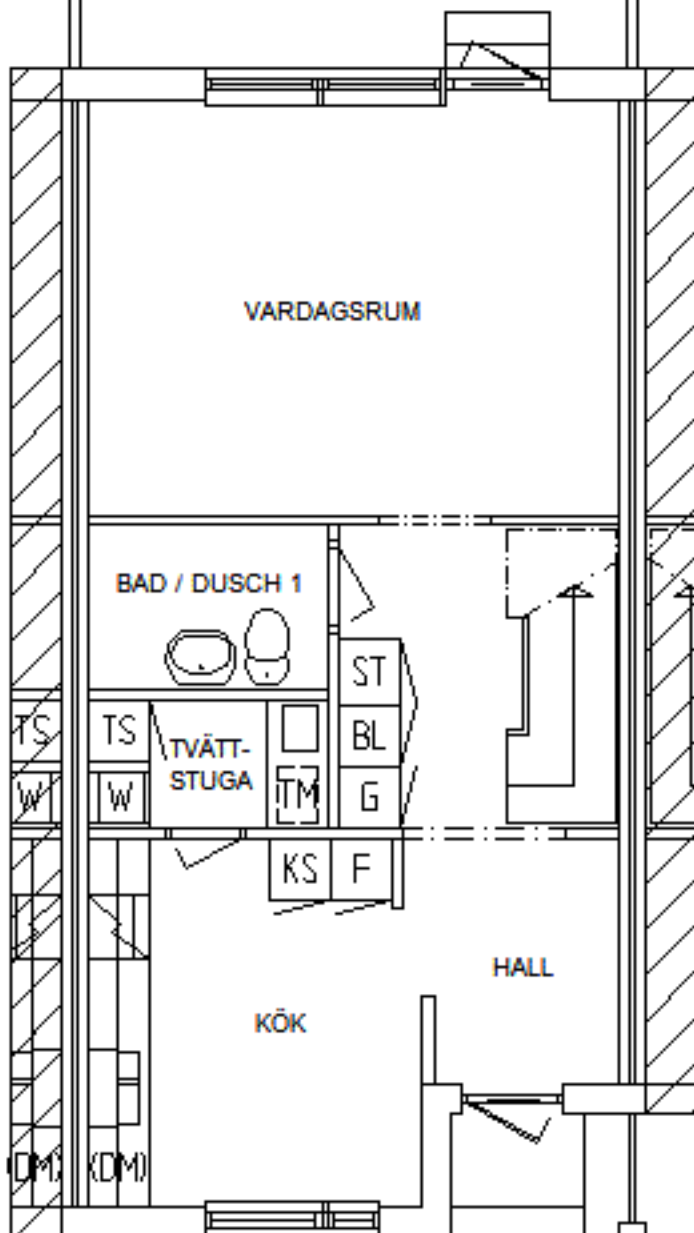 VARDAGSRUM
BAD / DUSCH 1
ST
TS
TS
TVÄTT-
STUGA
BL
W
W
TM
G
KS
F
HALL
KÖK
(DM)
(DM)